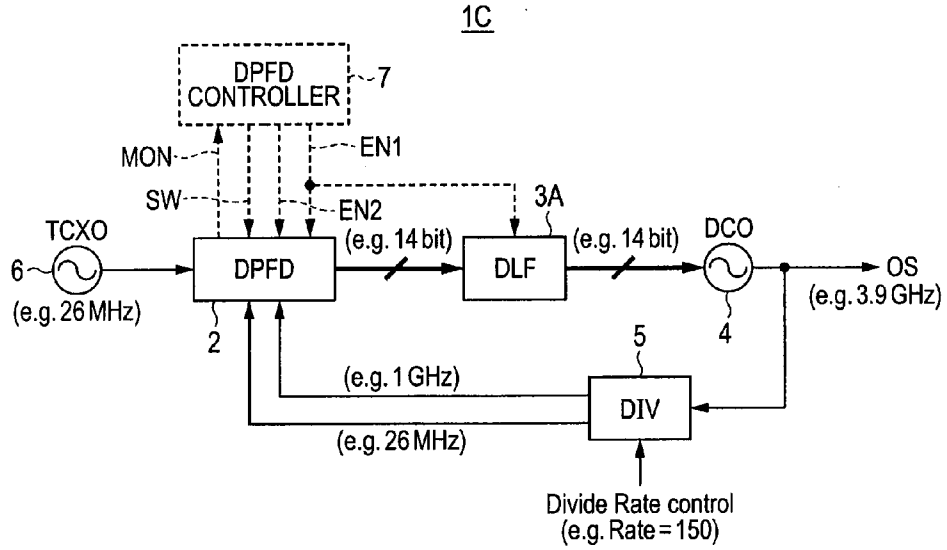 1C
DPFD
CONTROLLER
7
MON
EN1
SW
EN2
3A
TCXO
(e.g. 14 bit)
(e.g. 14 bit)
DCO
6
DPFD
DLF
OS
(e.g. 26 MHz)
(e.g. 3.9 GHz)
2
4
5
(e.g. 1 GHz)
DIV
(e.g. 26 MHz)
Divide Rate control
(e.g. Rate = 150)